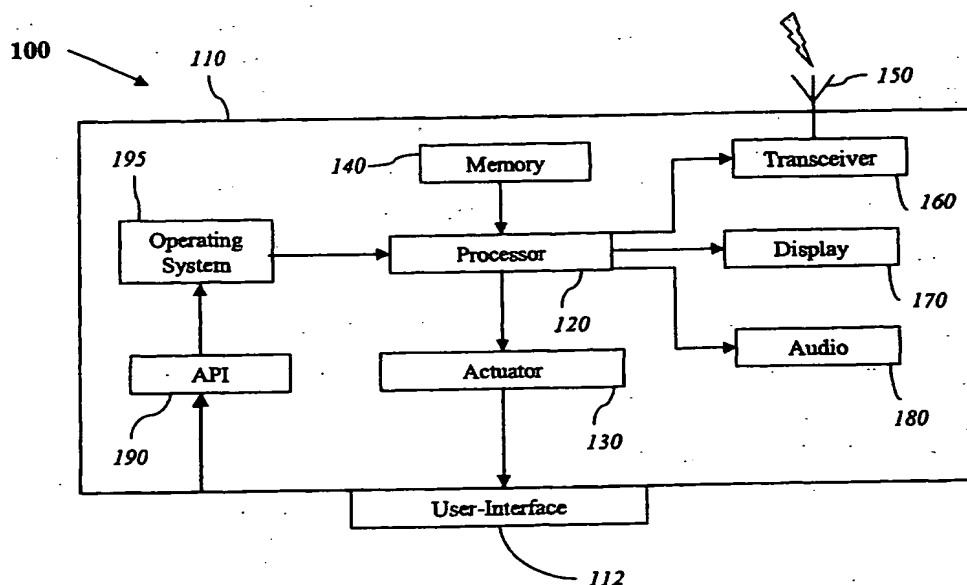 100
110
150
195
140
Memory
Transceiver
160
Operating
System
Processor
120
Display
170
API
190
Actuator
130
Audio
180
User-Interface
112